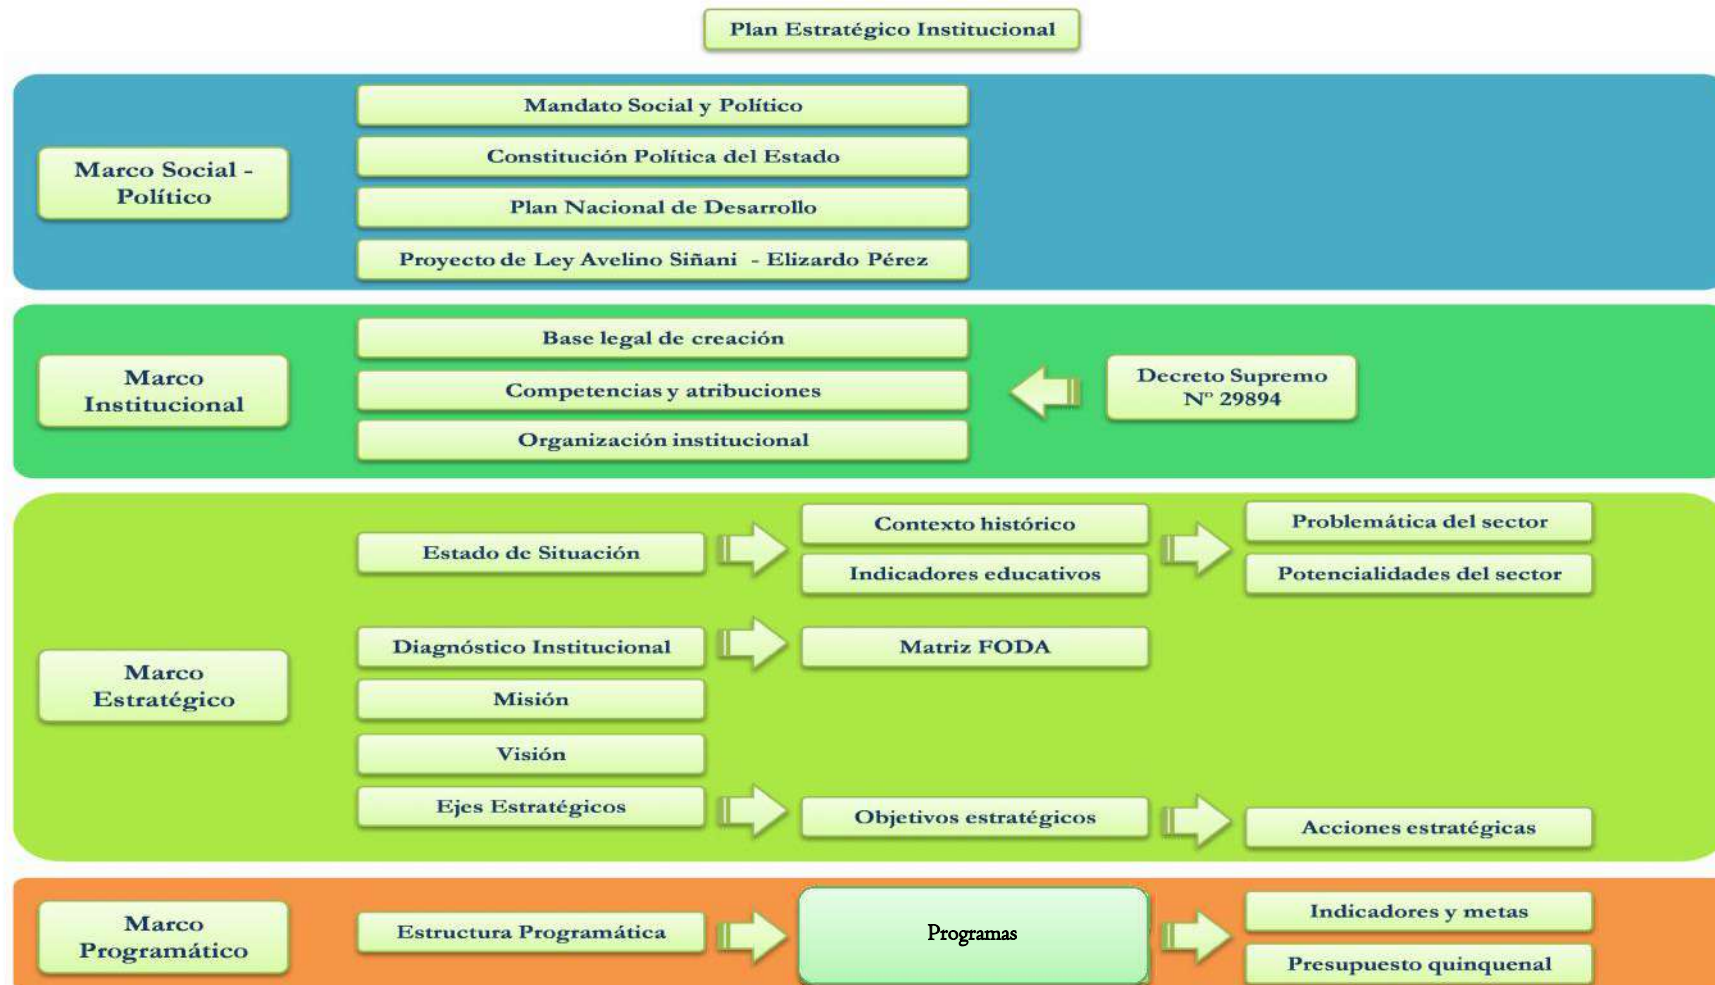 Plan Estratégico Institucional
Marco Social -
Político
Mandato Social y Político
Constitución Política del Estado
Plan Nacional de Desarrollo
Proyecto de Ley Avelino Siñani - Elizardo Pérez
Marco
Institucional
Base legal de creación
Competencias y atribuciones
Organización institucional
Decreto Supremo
Nº 29894
Marco
Estratégico
Estado de Situación
Contexto histórico
Indicadores educativos
Problemática del sector
Potencialidades del sector
Diagnóstico Institucional
Matriz FODA
Misión
Visión
Ejes Estratégicos
Objetivos estratégicos
Acciones estratégicas
Marco
Programático
Estructura Programática
Programas
Indicadores y metas
Presupuesto quinquenal